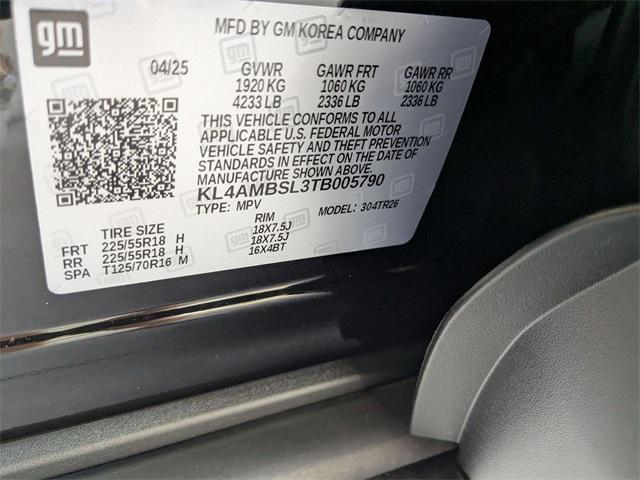 gm
MFD BY GM KOREA COMPANY
04/25 GVWR GAWR FRT GAWR RR
1920 KG 1060 KG 1060 KG
4233 LB 2336 LB 2336 LB
THIS VEHICLE CONFORMS TO ALL
APPLICABLE U.S. FEDERAL MOTOR
VEHICLE SAFETY AND THEFT PREVENTION
STANDARDS IN EFFECT ON THE DATE OF
MANUFACTURE SHOWN ABOVE.
KL4AMBSL3TB005790
TYPE: MPV MODEL: 304TR26
TIRE SIZE RIM
FRT 225/55R18 H 18X7.5J
RR 225/55R18 H 18X7.5J
SPA T125/70R16 M 16X4BT